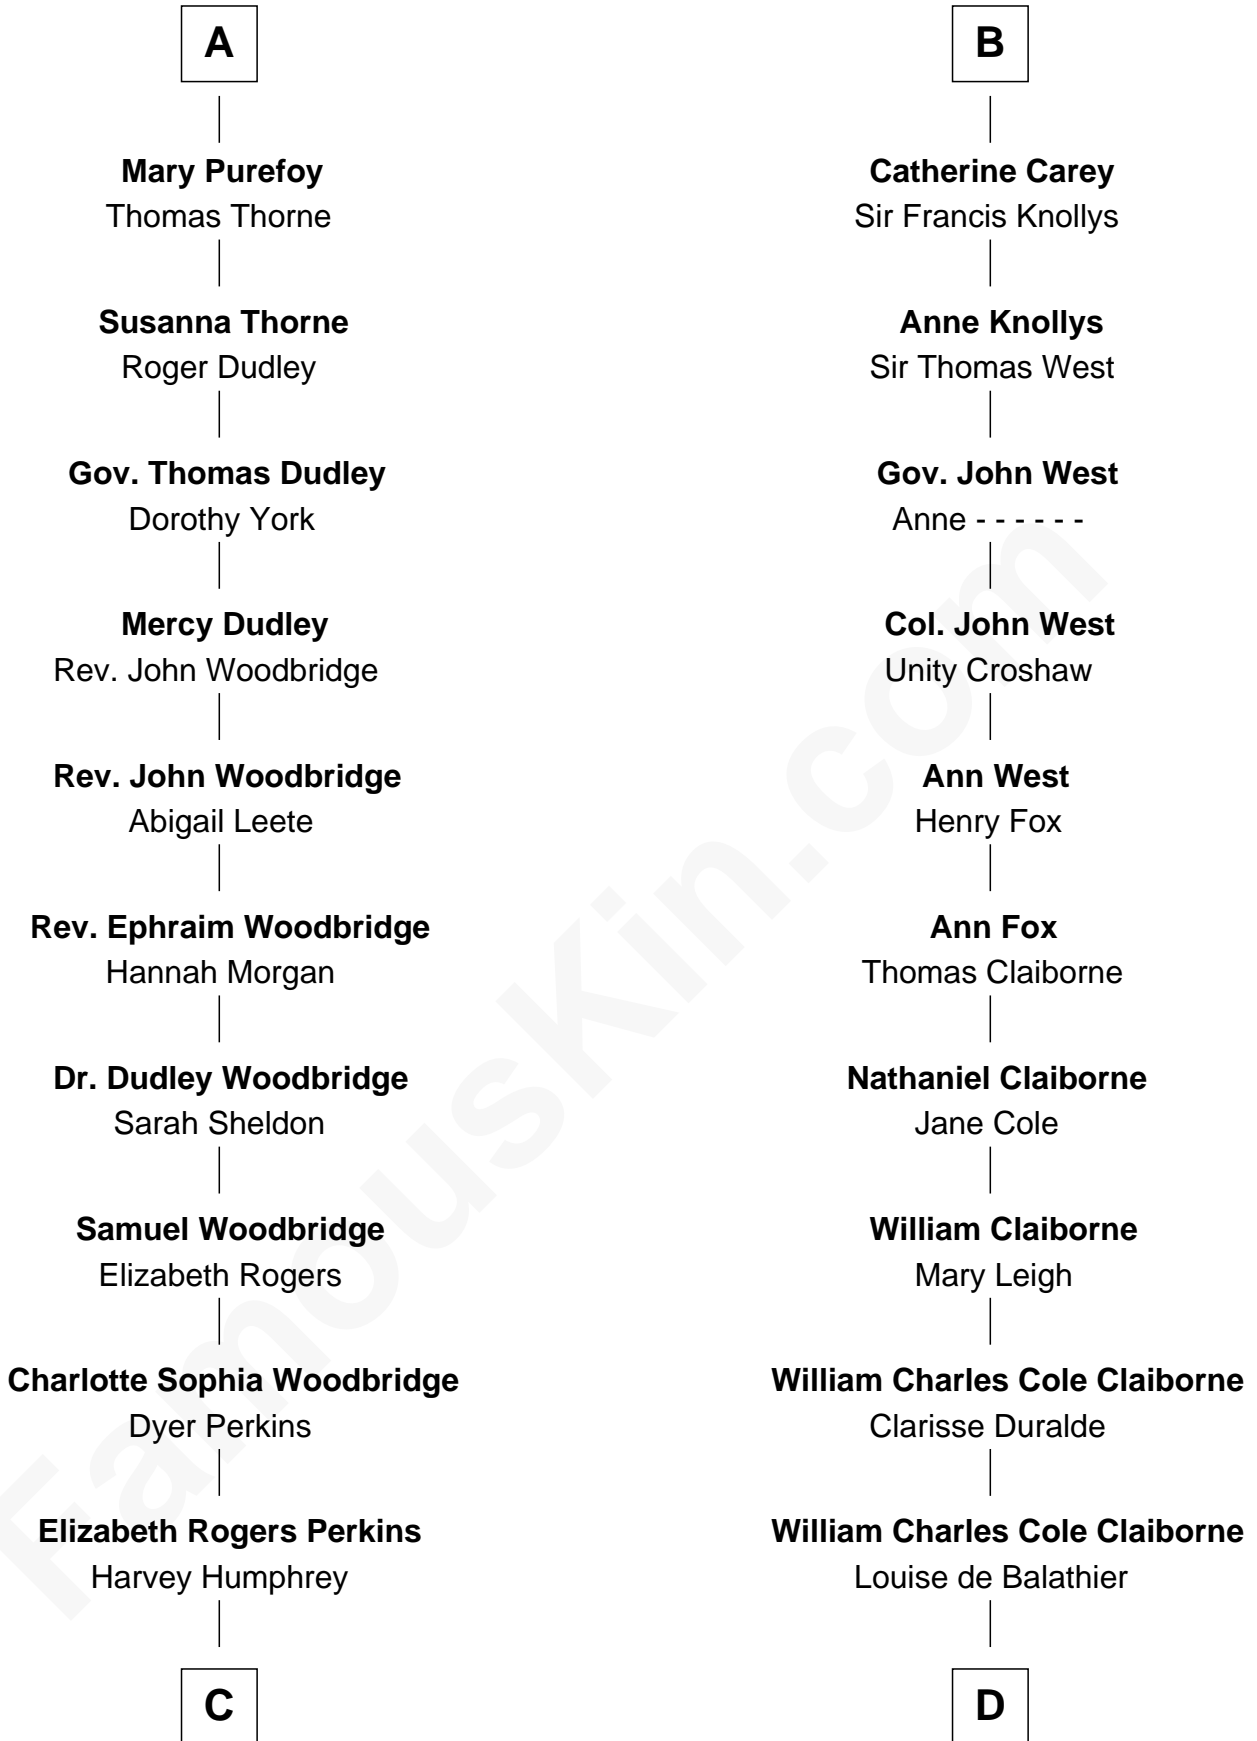 A
Mary Purefoy
Thomas Thorne
Susanna Thorne
Roger Dudley
Gov. Thomas Dudley
Dorothy York
Mercy Dudley
Rev. John Woodbridge
Rev. John Woodbridge
Abigail Leete
Rev. Ephraim Woodbridge
Hannah Morgan
Dr. Dudley Woodbridge
Sarah Sheldon
Samuel Woodbridge
Elizabeth Rogers
Charlotte Sophia Woodbridge
Dyer Perkins
Elizabeth Rogers Perkins
Harvey Humphrey
C
B
Catherine Carey
Sir Francis Knollys
Anne Knollys
Sir Thomas West
Gov. John West
Anne - - - - - -
Col. John West
Unity Croshaw
Ann West
Henry Fox
Ann Fox
Thomas Claiborne
Nathaniel Claiborne
Jane Cole
William Claiborne
Mary Leigh
William Charles Cole Claiborne
Clarisse Duralde
William Charles Cole Claiborne
Louise de Balathier
D
FamousKin.com